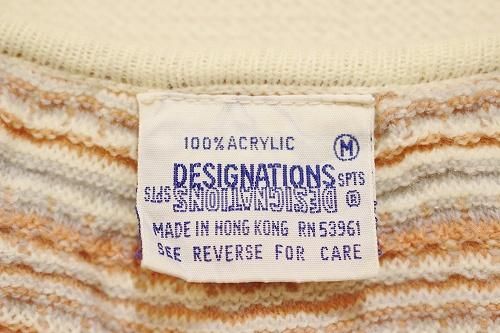 100% ACRYLIC M
DESIGNATIONS SPTS
DESIGNATIONS SPTS ®
MADE IN HONG KONG RN 53961
SEE REVERSE FOR CARE